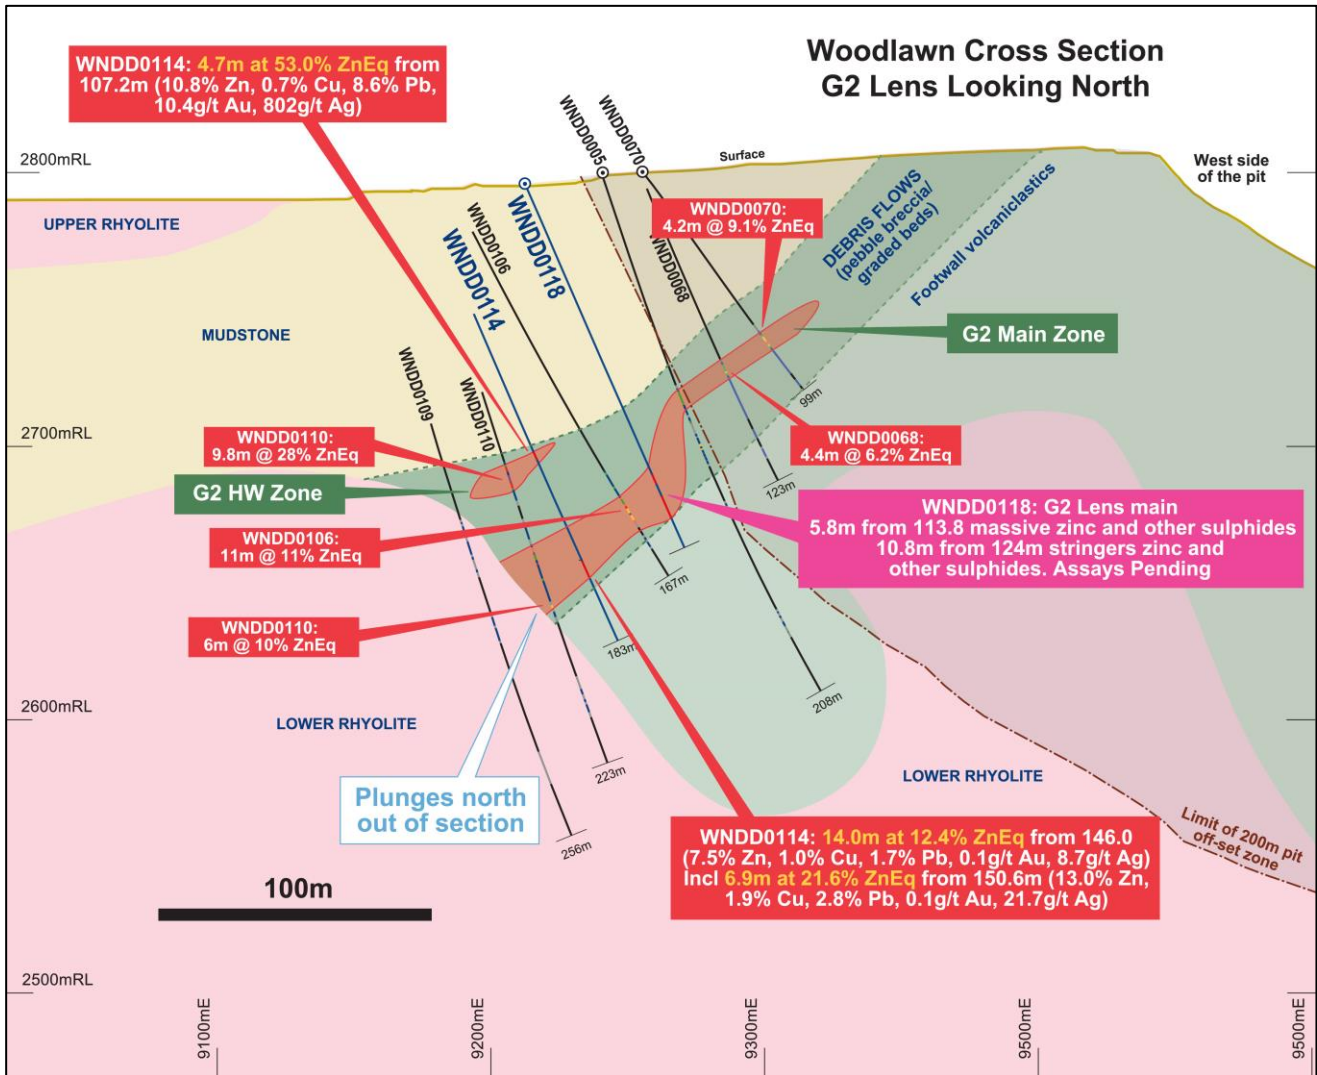 Woodlawn Cross Section
G2 Lens Looking North
WNDD0114: 4.7m at 53.0% ZnEq from
107.2m (10.8% Zn, 0.7% Cu, 8.6% Pb,
10.4g/t Au, 802g/t Ag)
WNDD0005
WNDD0070
Surface
West side
of the pit
2800mRL
UPPER RHYOLITE
WNDD0070:
4.2m @ 9.1% ZnEq
DEBRIS FLOWS
(pebble breccia/
graded beds)
Footwall volcaniclastics
WNDD0106
WNDD0118
WNDD0114
WNDD0068
MUDSTONE
G2 Main Zone
WNDD0109
WNDD0110
99m
2700mRL
WNDD0110:
9.8m @ 28% ZnEq
WNDD0068:
4.4m @ 6.2% ZnEq
G2 HW Zone
123m
WNDD0118: G2 Lens main
5.8m from 113.8 massive zinc and other sulphides
10.8m from 124m stringers zinc and
other sulphides. Assays Pending
WNDD0106:
11m @ 11% ZnEq
167m
WNDD0110:
6m @ 10% ZnEq
183m
208m
2600mRL
LOWER RHYOLITE
223m
LOWER RHYOLITE
Plunges north
out of section
256m
WNDD0114: 14.0m at 12.4% ZnEq from 146.0
(7.5% Zn, 1.0% Cu, 1.7% Pb, 0.1g/t Au, 8.7g/t Ag)
Incl 6.9m at 21.6% ZnEq from 150.6m (13.0% Zn,
1.9% Cu, 2.8% Pb, 0.1g/t Au, 21.7g/t Ag)
Limit of 200m pit
off-set zone
100m
2500mRL
9100mE
9200mE
9300mE
9500mE
9500mE